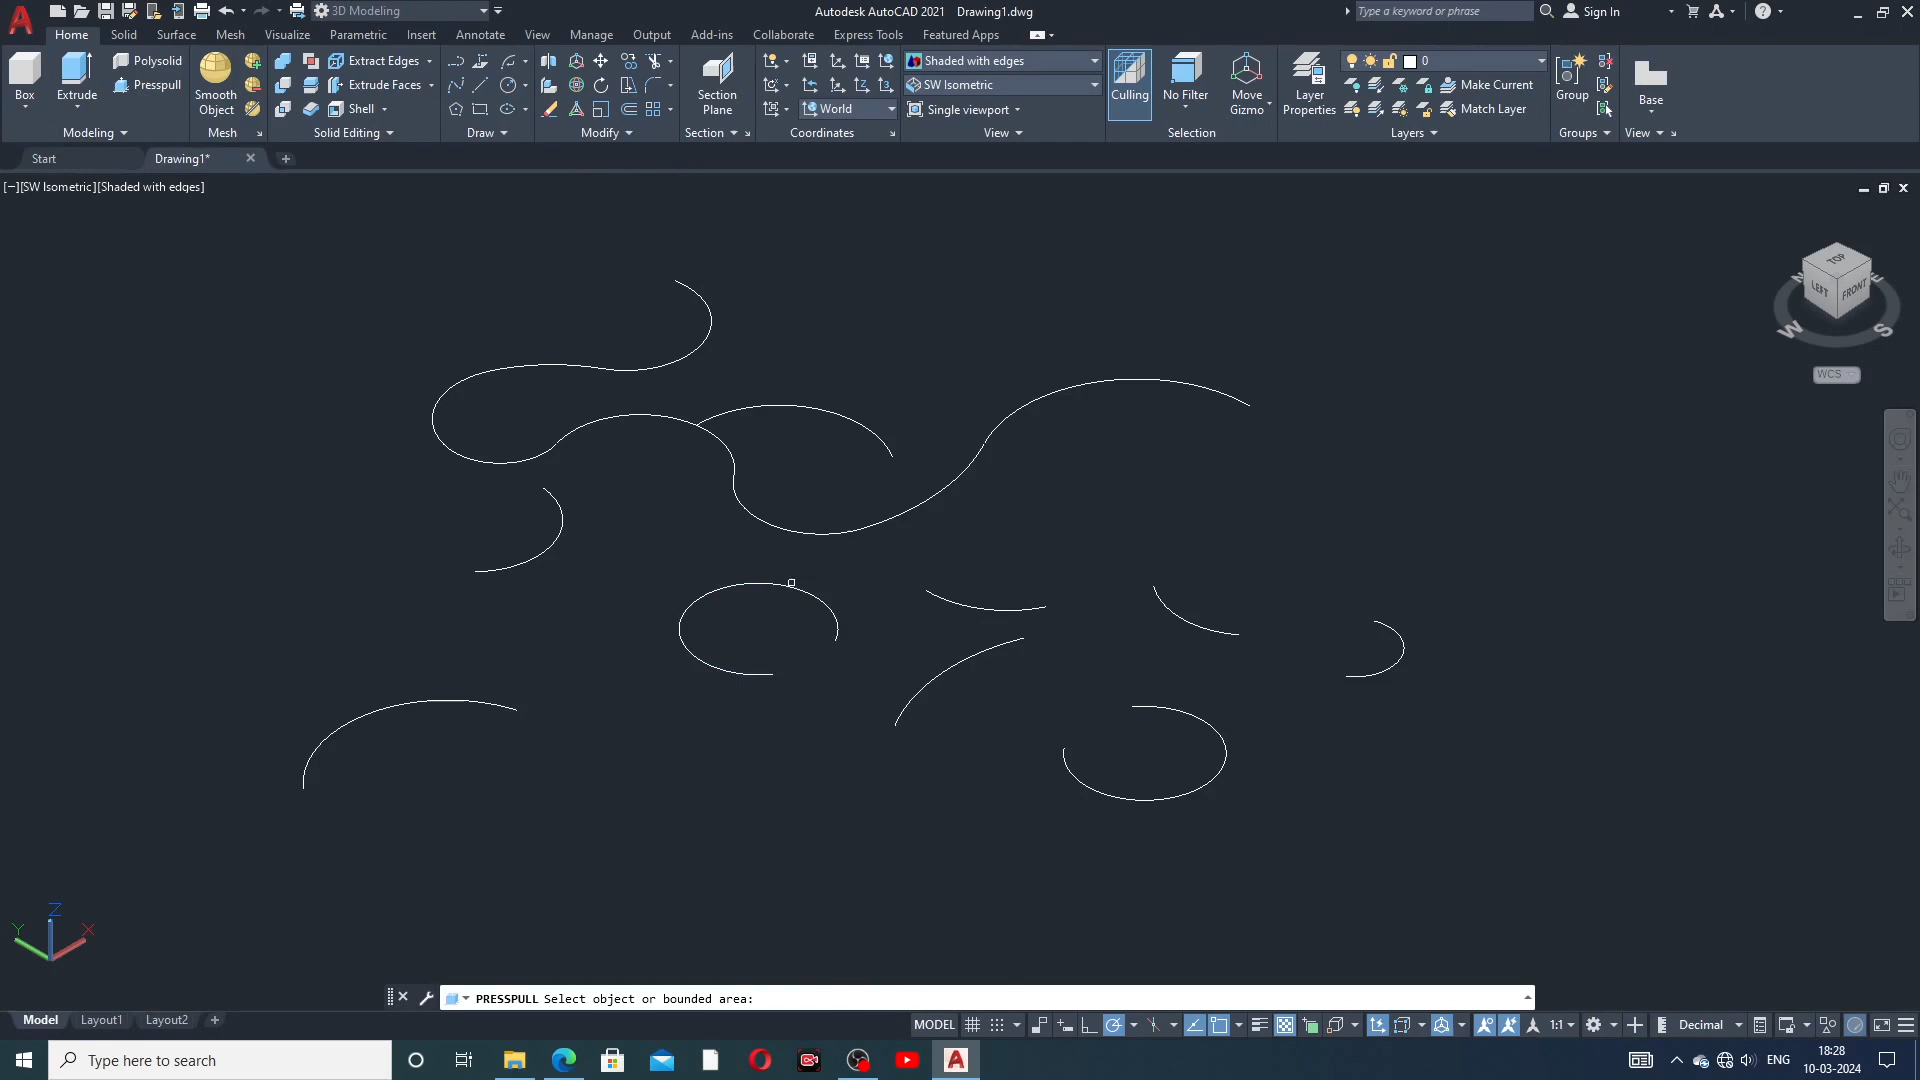 3D Modeling
Autodesk AutoCAD 2021 Drawing1.dwg
Type a keyword or phrase
Sign In
Home Solid Surface Mesh Visualize Parametric Insert Annotate View Manage Output Add-ins Collaborate Express Tools Featured Apps
Box
Extrude
Polysolid
Presspull
Modeling
Smooth
Object
Mesh
Extract Edges
Extrude Faces
Shell
Solid Editing
Draw
Modify
Section
Plane
Section
World
Coordinates
Shaded with edges
SW Isometric
Single viewport
View
Culling
No Filter
Move
Gizmo
Selection
Layer
Properties
0
Make Current
Match Layer
Layers
Group
Groups
Base
View
Start
Drawing1*
[−][SW Isometric][Shaded with edges]
TOP
LEFT
FRONT
N
E
W
S
WCS
Z
Y
X
PRESSPULL Select object or bounded area:
Model Layout1 Layout2
MODEL
1:1
Decimal
Type here to search
ENG
18:28
10-03-2024